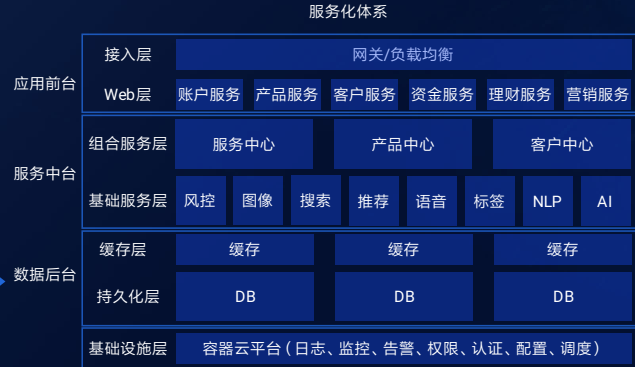 服务化体系
应用前台
接入层 网关/负载均衡
Web层 账户服务 产品服务 客户服务 资金服务 理财服务 营销服务
服务中台
组合服务层 服务中心 产品中心 客户中心
基础服务层 风控 图像 搜索 推荐 语音 标签 NLP AI
数据后台
缓存层 缓存 缓存 缓存
持久化层 DB DB DB
基础设施层 容器云平台(日志、监控、告警、权限、认证、配置、调度)